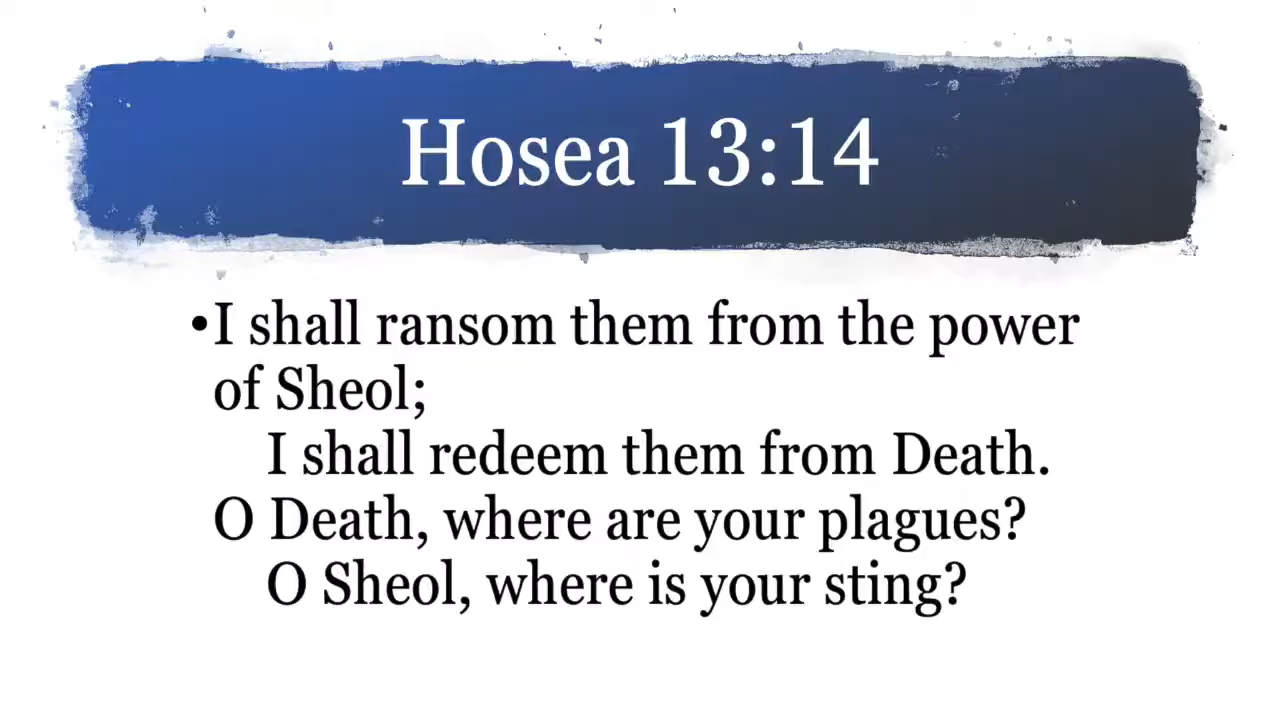 Hosea 13:14
•I shall ransom them from the power
of Sheol;
I shall redeem them from Death.
O Death, where are your plagues?
O Sheol, where is your sting?